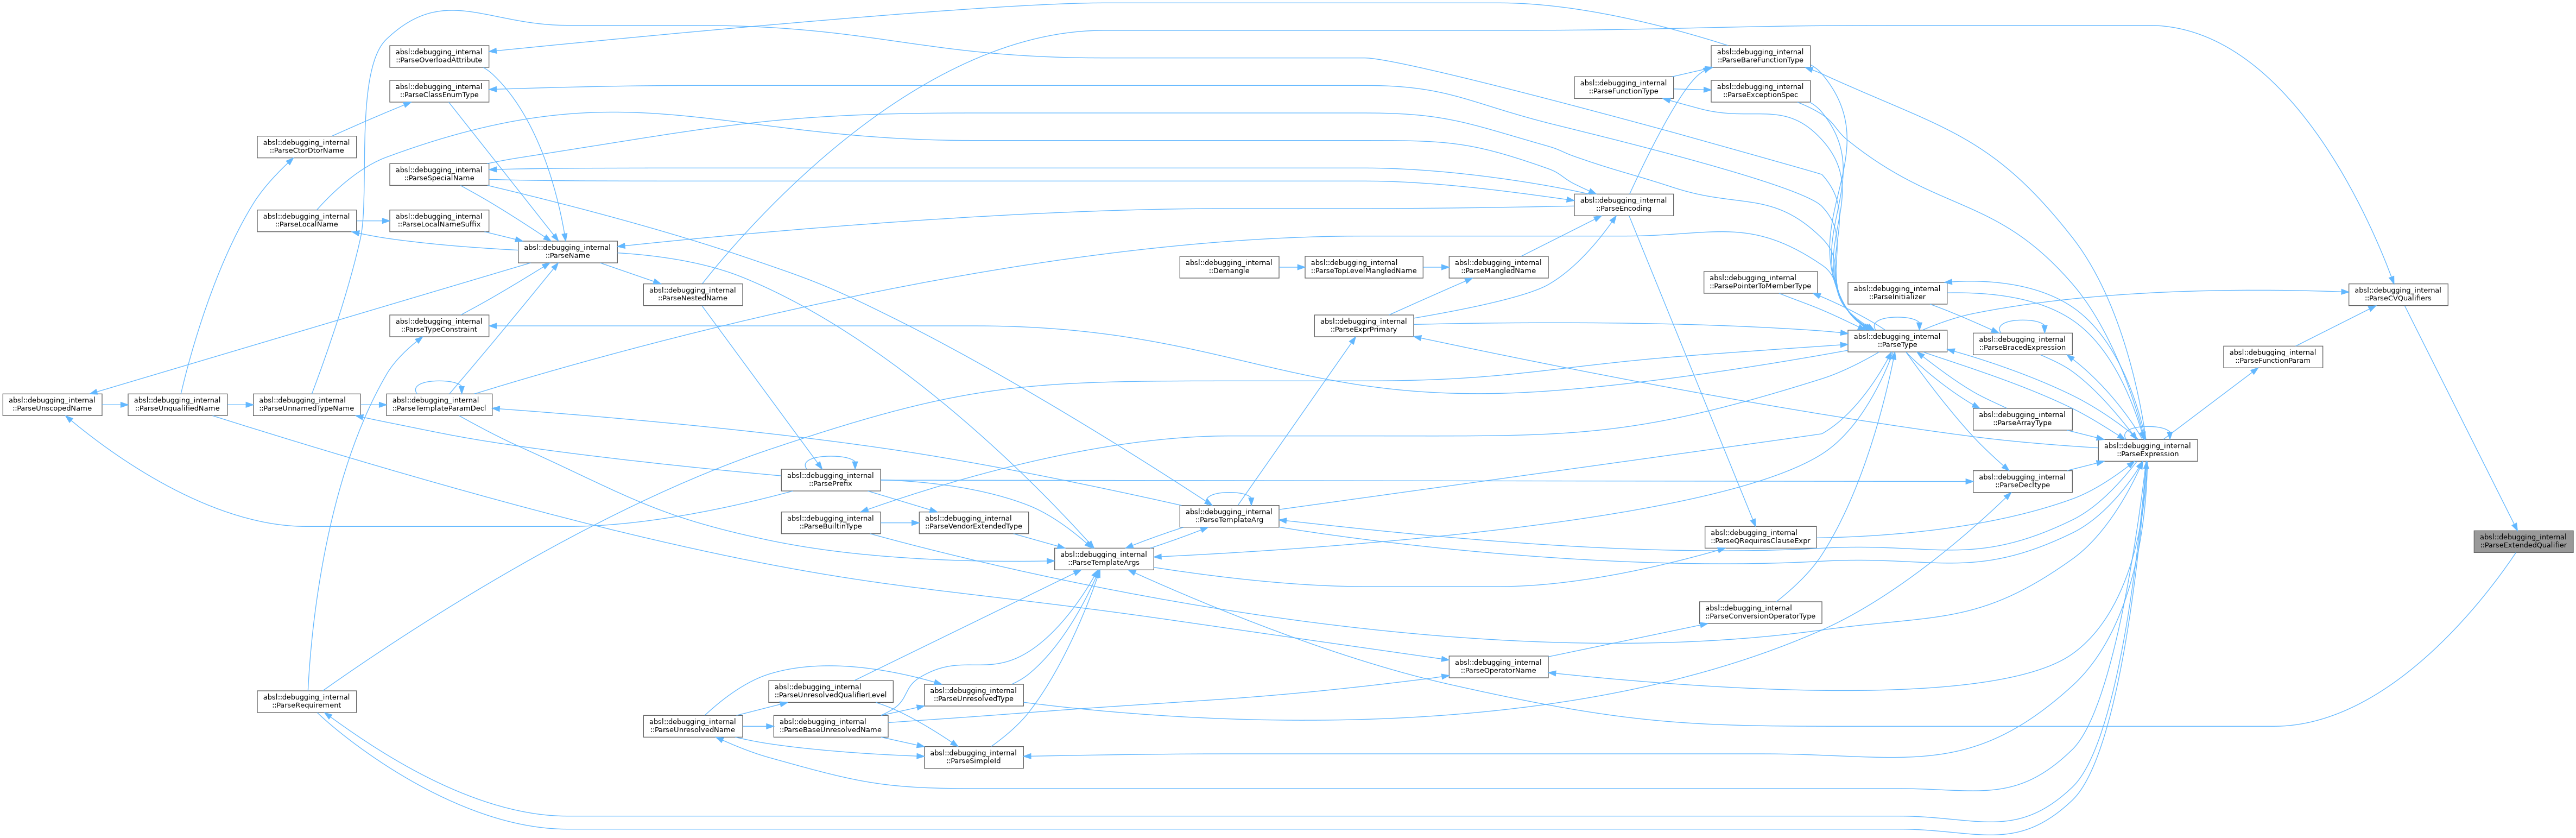 absl::debugging_internal
::ParseOverloadAttribute
absl::debugging_internal
::ParseClassEnumType
absl::debugging_internal
::ParseCtorDtorName
absl::debugging_internal
::ParseSpecialName
absl::debugging_internal
::ParseLocalName
absl::debugging_internal
::ParseLocalNameSuffix
absl::debugging_internal
::ParseName
absl::debugging_internal
::ParseNestedName
absl::debugging_internal
::ParseTypeConstraint
absl::debugging_internal
::ParseUnscopedName
absl::debugging_internal
::ParseUnqualifiedName
absl::debugging_internal
::ParseUnnamedTypeName
absl::debugging_internal
::ParseTemplateParamDecl
absl::debugging_internal
::ParsePrefix
absl::debugging_internal
::ParseBuiltinType
absl::debugging_internal
::ParseVendorExtendedType
absl::debugging_internal
::ParseTemplateArgs
absl::debugging_internal
::ParseTemplateArg
absl::debugging_internal
::ParseRequirement
absl::debugging_internal
::ParseUnresolvedName
absl::debugging_internal
::ParseUnresolvedQualifierLevel
absl::debugging_internal
::ParseBaseUnresolvedName
absl::debugging_internal
::ParseUnresolvedType
absl::debugging_internal
::ParseSimpleId
absl::debugging_internal
::Demangle
absl::debugging_internal
::ParseTopLevelMangledName
absl::debugging_internal
::ParseMangledName
absl::debugging_internal
::ParseExprPrimary
absl::debugging_internal
::ParseEncoding
absl::debugging_internal
::ParseFunctionType
absl::debugging_internal
::ParseBareFunctionType
absl::debugging_internal
::ParseExceptionSpec
absl::debugging_internal
::ParsePointerToMemberType
absl::debugging_internal
::ParseType
absl::debugging_internal
::ParseInitializer
absl::debugging_internal
::ParseBracedExpression
absl::debugging_internal
::ParseArrayType
absl::debugging_internal
::ParseDecltype
absl::debugging_internal
::ParseExpression
absl::debugging_internal
::ParseQRequiresClauseExpr
absl::debugging_internal
::ParseConversionOperatorType
absl::debugging_internal
::ParseOperatorName
absl::debugging_internal
::ParseFunctionParam
absl::debugging_internal
::ParseCVQualifiers
absl::debugging_internal
::ParseExtendedQualifier